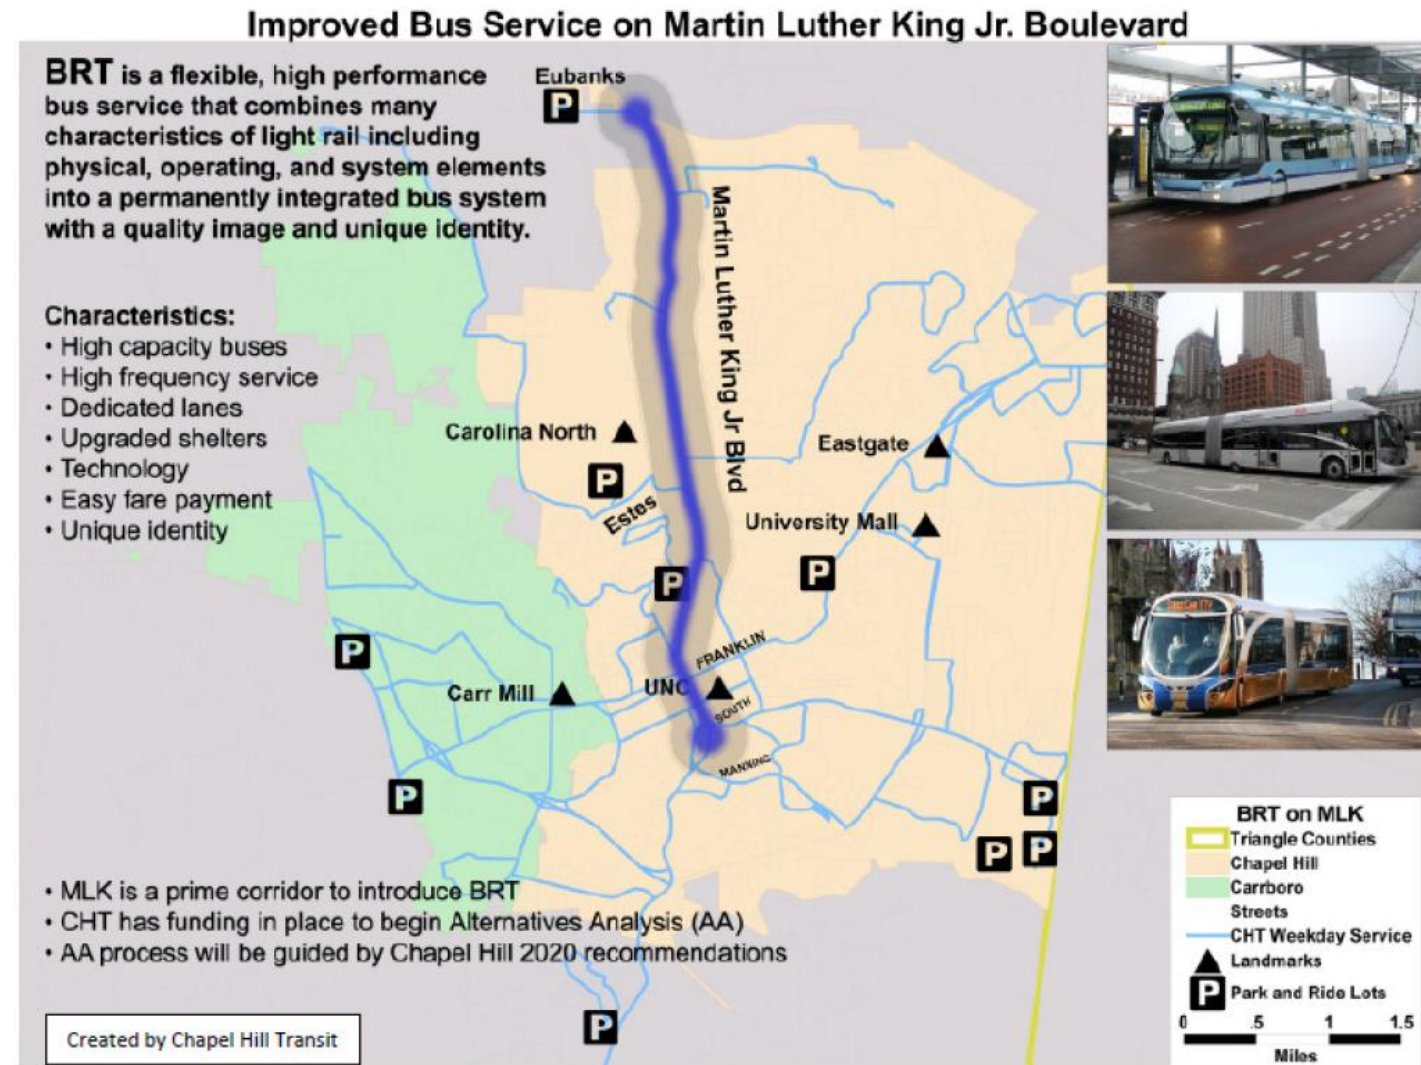 Improved Bus Service on Martin Luther King Jr. Boulevard
BRT is a flexible, high performance
bus service that combines many
characteristics of light rail including
physical, operating, and system elements
into a permanently integrated bus system
with a quality image and unique identity.
Characteristics:
• High capacity buses
• High frequency service
• Dedicated lanes
• Upgraded shelters
• Technology
• Easy fare payment
• Unique identity
Eubanks
P
Martin Luther King Jr Blvd
Carolina North
P
Estes
Eastgate
University Mall
P
P
P
FRANKLIN
Carr Mill
UNC
SOUTH
MANNING
P
P
P
P
P
• MLK is a prime corridor to introduce BRT
• CHT has funding in place to begin Alternatives Analysis (AA)
• AA process will be guided by Chapel Hill 2020 recommendations
Created by Chapel Hill Transit
BRT on MLK
Triangle Counties
Chapel Hill
Carrboro
Streets
CHT Weekday Service
Landmarks
P Park and Ride Lots
0 .5 1 1.5
Miles